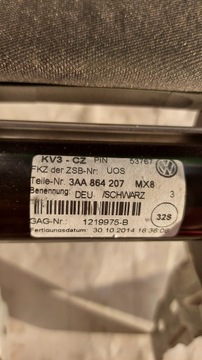 KV3 - CZ PIN 53767
FKZ der ZSB-Nr: UOS
Teile-Nr. 3AA 864 207 MX8
Benennung: DEU /SCHWARZ 3
32S
GAG-Nr.: 1219975-B
Fertigungsdatum: 30.10.2014 18:36:06